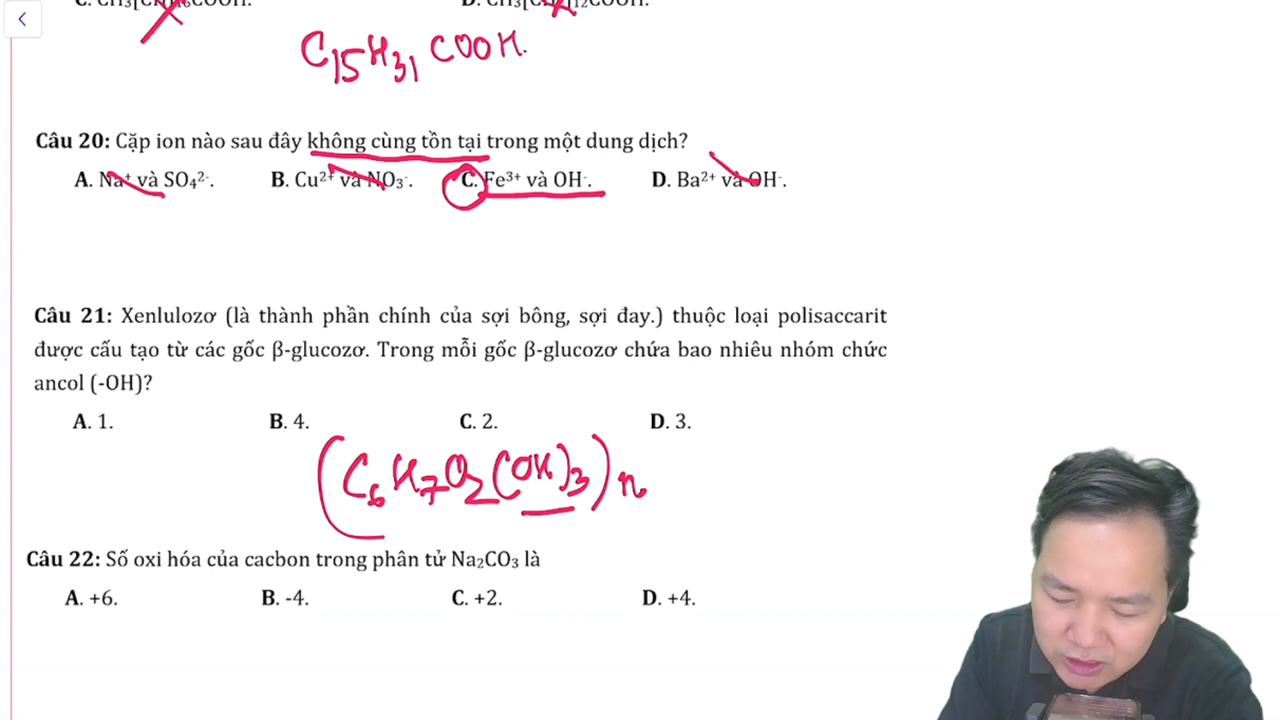 C₁₅H₃₁COOH.
Câu 20: Cặp ion nào sau đây không cùng tồn tại trong một dung dịch?
A. Na⁺ và SO₄²⁻. B. Cu²⁺ và NO₃⁻. C. Fe³⁺ và OH⁻. D. Ba²⁺ và OH⁻.
Câu 21: Xenlulozơ (là thành phần chính của sợi bông, sợi đay.) thuộc loại polisaccarit
được cấu tạo từ các gốc β-glucozơ. Trong mỗi gốc β-glucozơ chứa bao nhiêu nhóm chức
ancol (-OH)?
A. 1. B. 4. C. 2. D. 3.
(C₆H₇O₂(OH)₃)n
Câu 22: Số oxi hóa của cacbon trong phân tử Na₂CO₃ là
A. +6. B. -4. C. +2. D. +4.